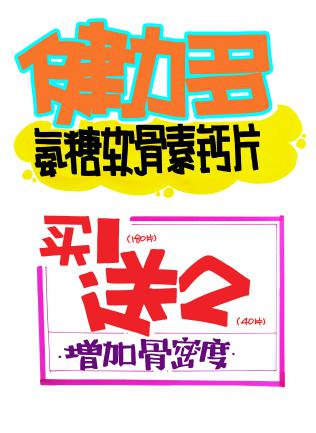 健力多
氨糖软骨素钙片
买1(180片)
送2(40片)
·增加骨密度·